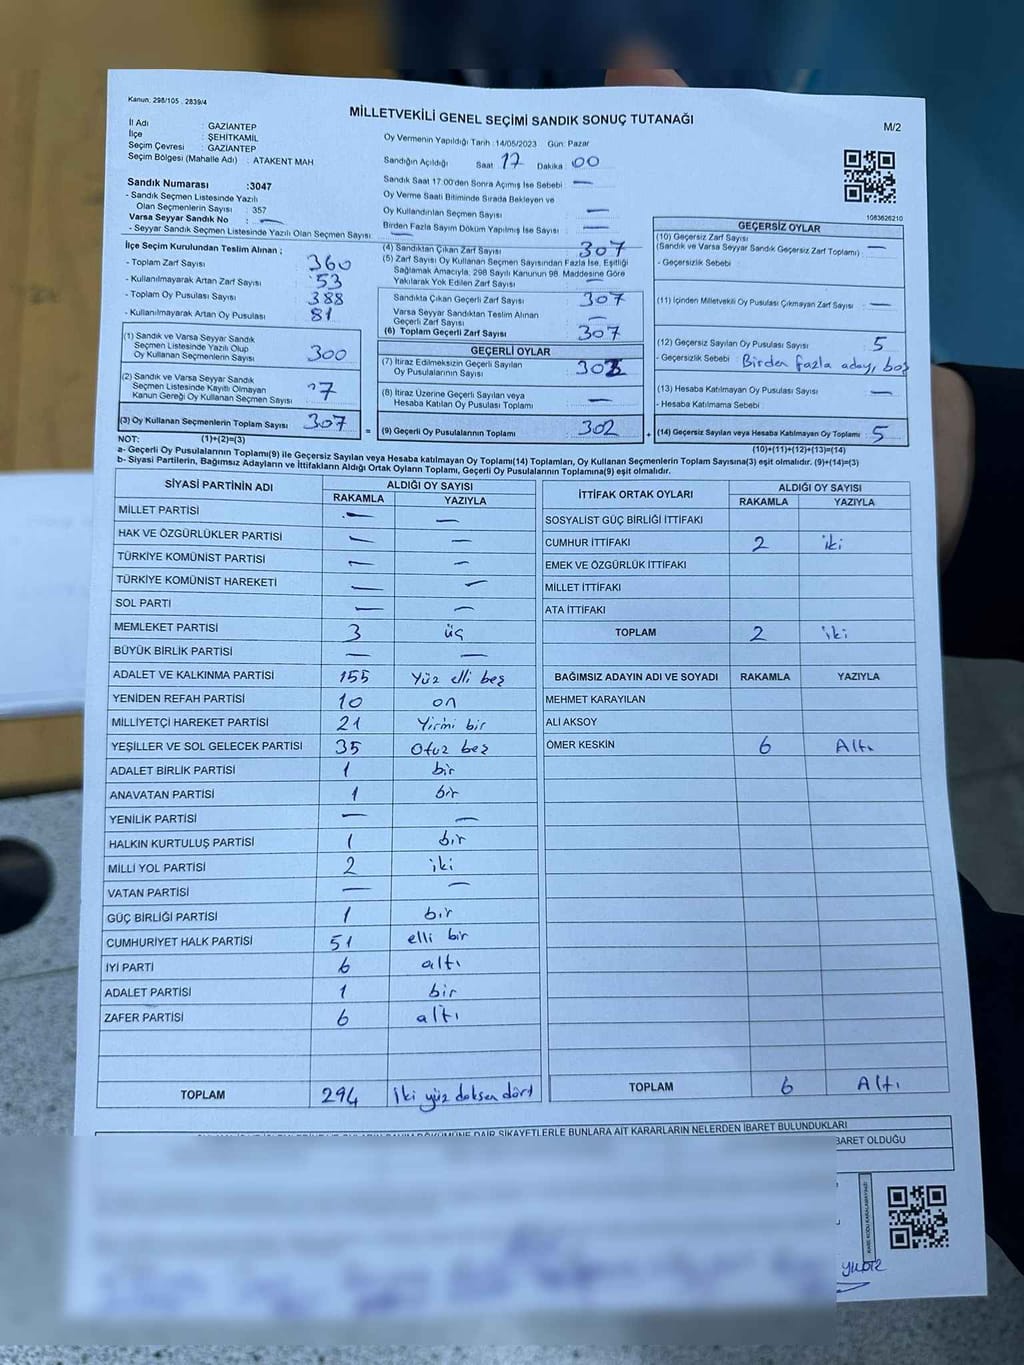 Kanun: 298/105 . 2839/4
MİLLETVEKİLİ GENEL SEÇİMİ SANDIK SONUÇ TUTANAĞI
M/2
İl Adı : GAZİANTEP
İlçe : ŞEHİTKAMİL
Seçim Çevresi : GAZİANTEP
Seçim Bölgesi (Mahalle Adı) : ATAKENT MAH
Oy Vermenin Yapıldığı Tarih :14/05/2023 Gün: Pazar
Sandığın Açıldığı Saat 17 Dakika 00
Sandık Saat 17:00'den Sonra Açımış İse Sebebi : —
Oy Verme Saati Bitiminde Sırada Bekleyen ve
Oy Kullandırılan Seçmen Sayısı : —
Birden Fazla Sayım Döküm Yapılmış İse Sayısı : —
Sandık Numarası :3047
- Sandık Seçmen Listesinde Yazılı
Olan Seçmenlerin Sayısı : 357
Varsa Seyyar Sandık No : —
- Seyyar Sandık Seçmen Listesinde Yazılı Olan Seçmen Sayısı: —
İlçe Seçim Kurulundan Teslim Alınan ;
- Toplam Zarf Sayısı 360
- Kullanılmayarak Artan Zarf Sayısı 53
- Toplam Oy Pusulası Sayısı 388
- Kullanılmayarak Artan Oy Pusulası 81
(1) Sandık ve Varsa Seyyar Sandık
Seçmen Listesinde Yazılı Olup
Oy Kullanan Seçmenlerin Sayısı 300
(2) Sandık ve Varsa Seyyar Sandık
Seçmen Listesinde Kayıtlı Olmayan
Kanun Gereği Oy Kullanan Seçmen Sayısı 7
(3) Oy Kullanan Seçmenlerin Toplam Sayısı 307
(4) Sandıktan Çıkan Zarf Sayısı 307
(5) Zarf Sayısı Oy Kullanan Seçmen Sayısından Fazla İse, Eşitliği
Sağlamak Amacıyla, 298 Sayılı Kanunun 98. Maddesine Göre
Yakılarak Yok Edilen Zarf Sayısı —
Sandıkta Çıkan Geçerli Zarf Sayısı 307
Varsa Seyyar Sandıktan Teslim Alınan
Geçerli Zarf Sayısı —
(6) Toplam Geçerli Zarf Sayısı 307
GEÇERLİ OYLAR
(7) İtiraz Edilmeksizin Geçerli Sayılan
Oy Pusulalarının Sayısı 302
(8) İtiraz Üzerine Geçerli Sayılan veya
Hesaba Katılan Oy Pusulası Toplamı —
= (9) Geçerli Oy Pusulalarının Toplamı 302 +
1083626210
GEÇERSİZ OYLAR
(10) Geçersiz Zarf Sayısı
(Sandık ve Varsa Seyyar Sandık Geçersiz Zarf Toplamı) : —
- Geçersizlik Sebebi :
(11) İçinden Milletvekili Oy Pusulası Çıkmayan Zarf Sayısı : —
(12) Geçersiz Sayılan Oy Pusulası Sayısı : 5
- Geçersizlik Sebebi : Birden fazla adayı, boş
(13) Hesaba Katılmayan Oy Pusulası Sayısı : —
- Hesaba Katılmama Sebebi :
(14) Geçersiz Sayılan veya Hesaba Katılmayan Oy Toplamı : 5
NOT: (1)+(2)=(3)
(10)+(11)+(12)+(13)=(14)
a- Geçerli Oy Pusulalarının Toplamı(9) ile Geçersiz Sayılan veya Hesaba katılmayan Oy Toplamı(14) Toplamları, Oy Kullanan Seçmenlerin Toplam Sayısına(3) eşit olmalıdır. (9)+(14)=(3)
b- Siyasi Partilerin, Bağımsız Adayların ve İttifakların Aldığı Ortak Oyların Toplamı, Geçerli Oy Pusulalarının Toplamına(9) eşit olmalıdır.
SİYASİ PARTİNİN ADI ALDIĞI OY SAYISI
RAKAMLA YAZIYLA
MİLLET PARTİSİ — —
HAK VE ÖZGÜRLÜKLER PARTİSİ — —
TÜRKİYE KOMÜNİST PARTİSİ — —
TÜRKİYE KOMÜNİST HAREKETİ — —
SOL PARTİ — —
MEMLEKET PARTİSİ 3 üç
BÜYÜK BİRLİK PARTİSİ — —
ADALET VE KALKINMA PARTİSİ 155 Yüz elli beş
YENİDEN REFAH PARTİSİ 10 on
MİLLİYETÇİ HAREKET PARTİSİ 21 Yirmi bir
YEŞİLLER VE SOL GELECEK PARTİSİ 35 Otuz beş
ADALET BİRLİK PARTİSİ 1 bir
ANAVATAN PARTİSİ 1 bir
YENİLİK PARTİSİ — —
HALKIN KURTULUŞ PARTİSİ 1 bir
MİLLİ YOL PARTİSİ 2 iki
VATAN PARTİSİ — —
GÜÇ BİRLİĞİ PARTİSİ 1 bir
CUMHURİYET HALK PARTİSİ 51 elli bir
İYİ PARTİ 6 altı
ADALET PARTİSİ 1 bir
ZAFER PARTİSİ 6 altı
TOPLAM 294 iki yüz doksan dört
İTTİFAK ORTAK OYLARI ALDIĞI OY SAYISI
RAKAMLA YAZIYLA
SOSYALİST GÜÇ BİRLİĞİ İTTİFAKI
CUMHUR İTTİFAKI 2 iki
EMEK VE ÖZGÜRLÜK İTTİFAKI
MİLLET İTTİFAKI
ATA İTTİFAKI
TOPLAM 2 iki
BAĞIMSIZ ADAYIN ADI VE SOYADI RAKAMLA YAZIYLA
MEHMET KARAYILAN
ALİ AKSOY
ÖMER KESKİN 6 Altı
TOPLAM 6 Altı
DÖKÜMÜNE DAİR ŞİKAYETLERLE BUNLARA AİT KARARLARIN NELERDEN İBARET BULUNDUKLARI
BARET OLDUĞU